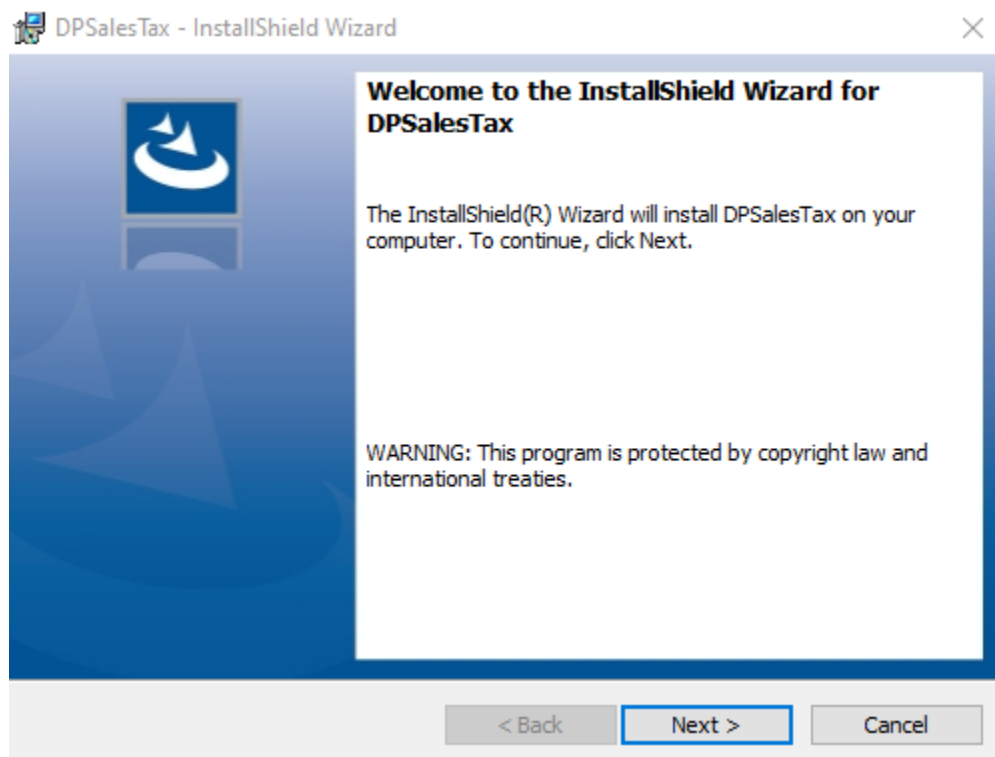 DPSalesTax - InstallShield Wizard
Welcome to the InstallShield Wizard for
DPSalesTax
The InstallShield(R) Wizard will install DPSalesTax on your
computer. To continue, click Next.
WARNING: This program is protected by copyright law and
international treaties.
< Back
Next >
Cancel